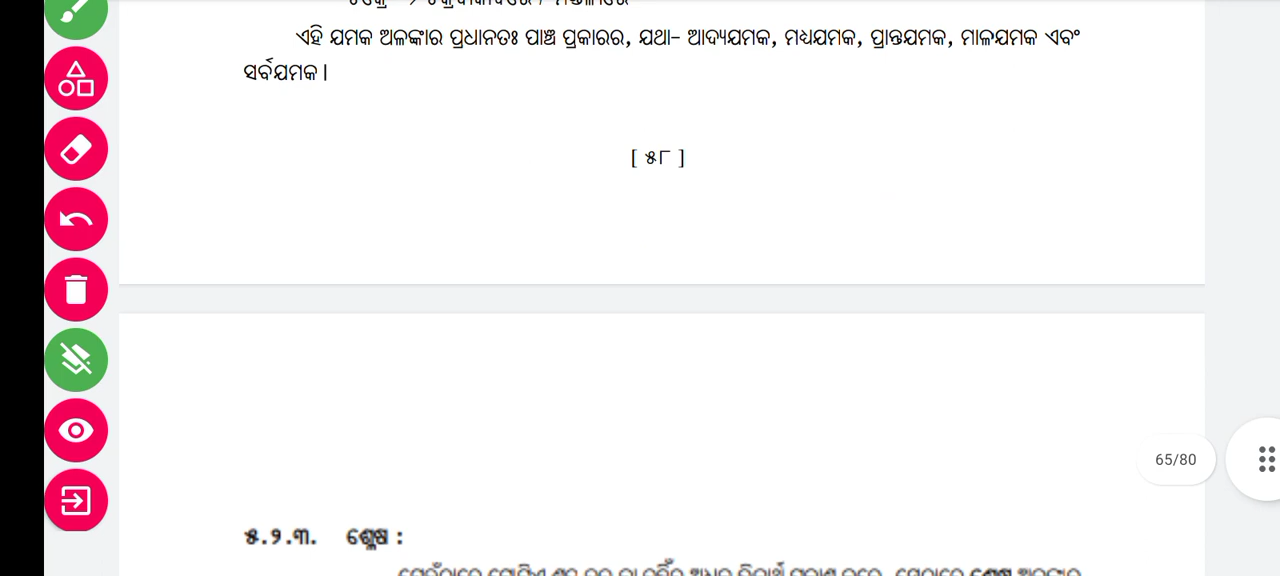 ଏହି ଯମକ ଅଳଙ୍କାର ପ୍ରଧାନତଃ ପାଞ୍ଚ ପ୍ରକାରର, ଯଥା- ଆଦ୍ୟଯମକ, ମଧ୍ୟଯମକ, ପ୍ରାନ୍ତଯମକ, ମାଳଯମକ ଏବଂ
ସର୍ବଯମକ।
[ ୫୮ ]
65/80
୫.୨.୩. ଶ୍ଳେଷ :